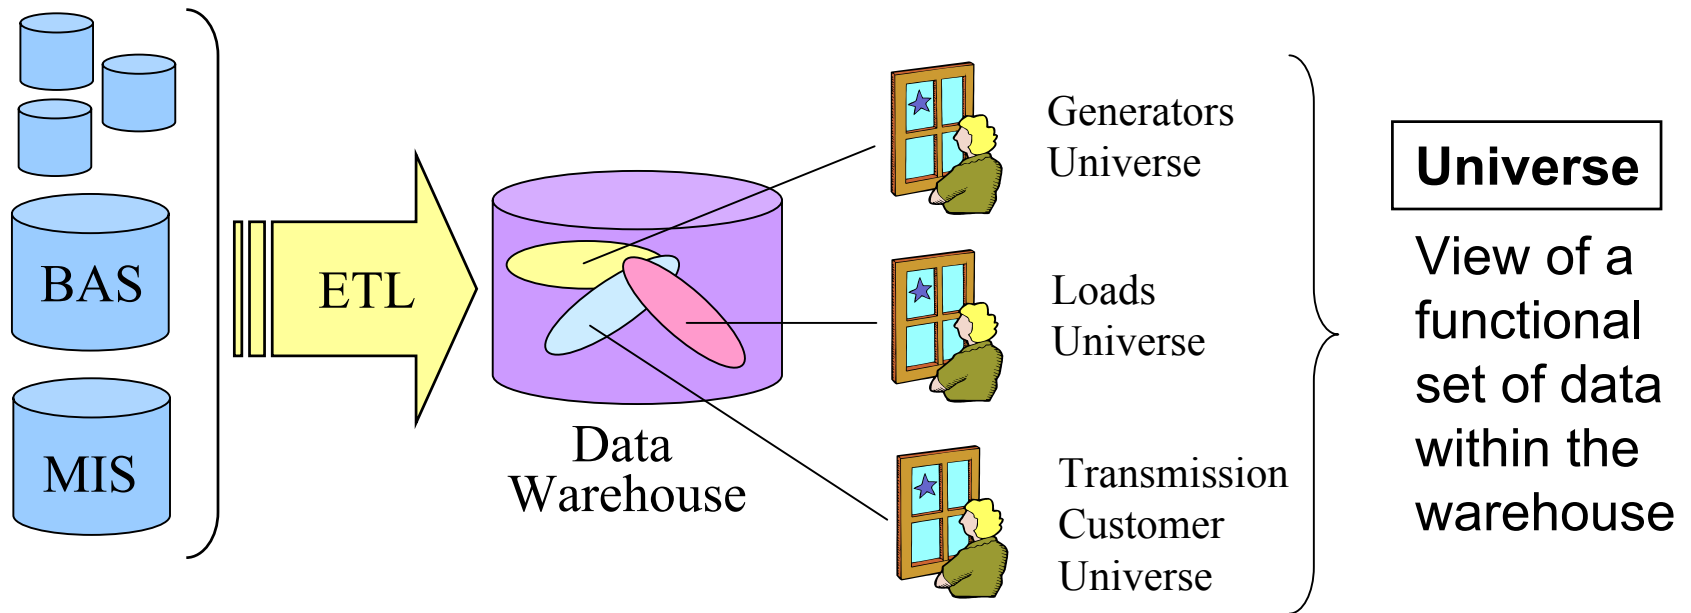 BAS
MIS
ETL
Data
Warehouse
Generators
Universe
Loads
Universe
Transmission
Customer
Universe
Universe
View of a
functional
set of data
within the
warehouse